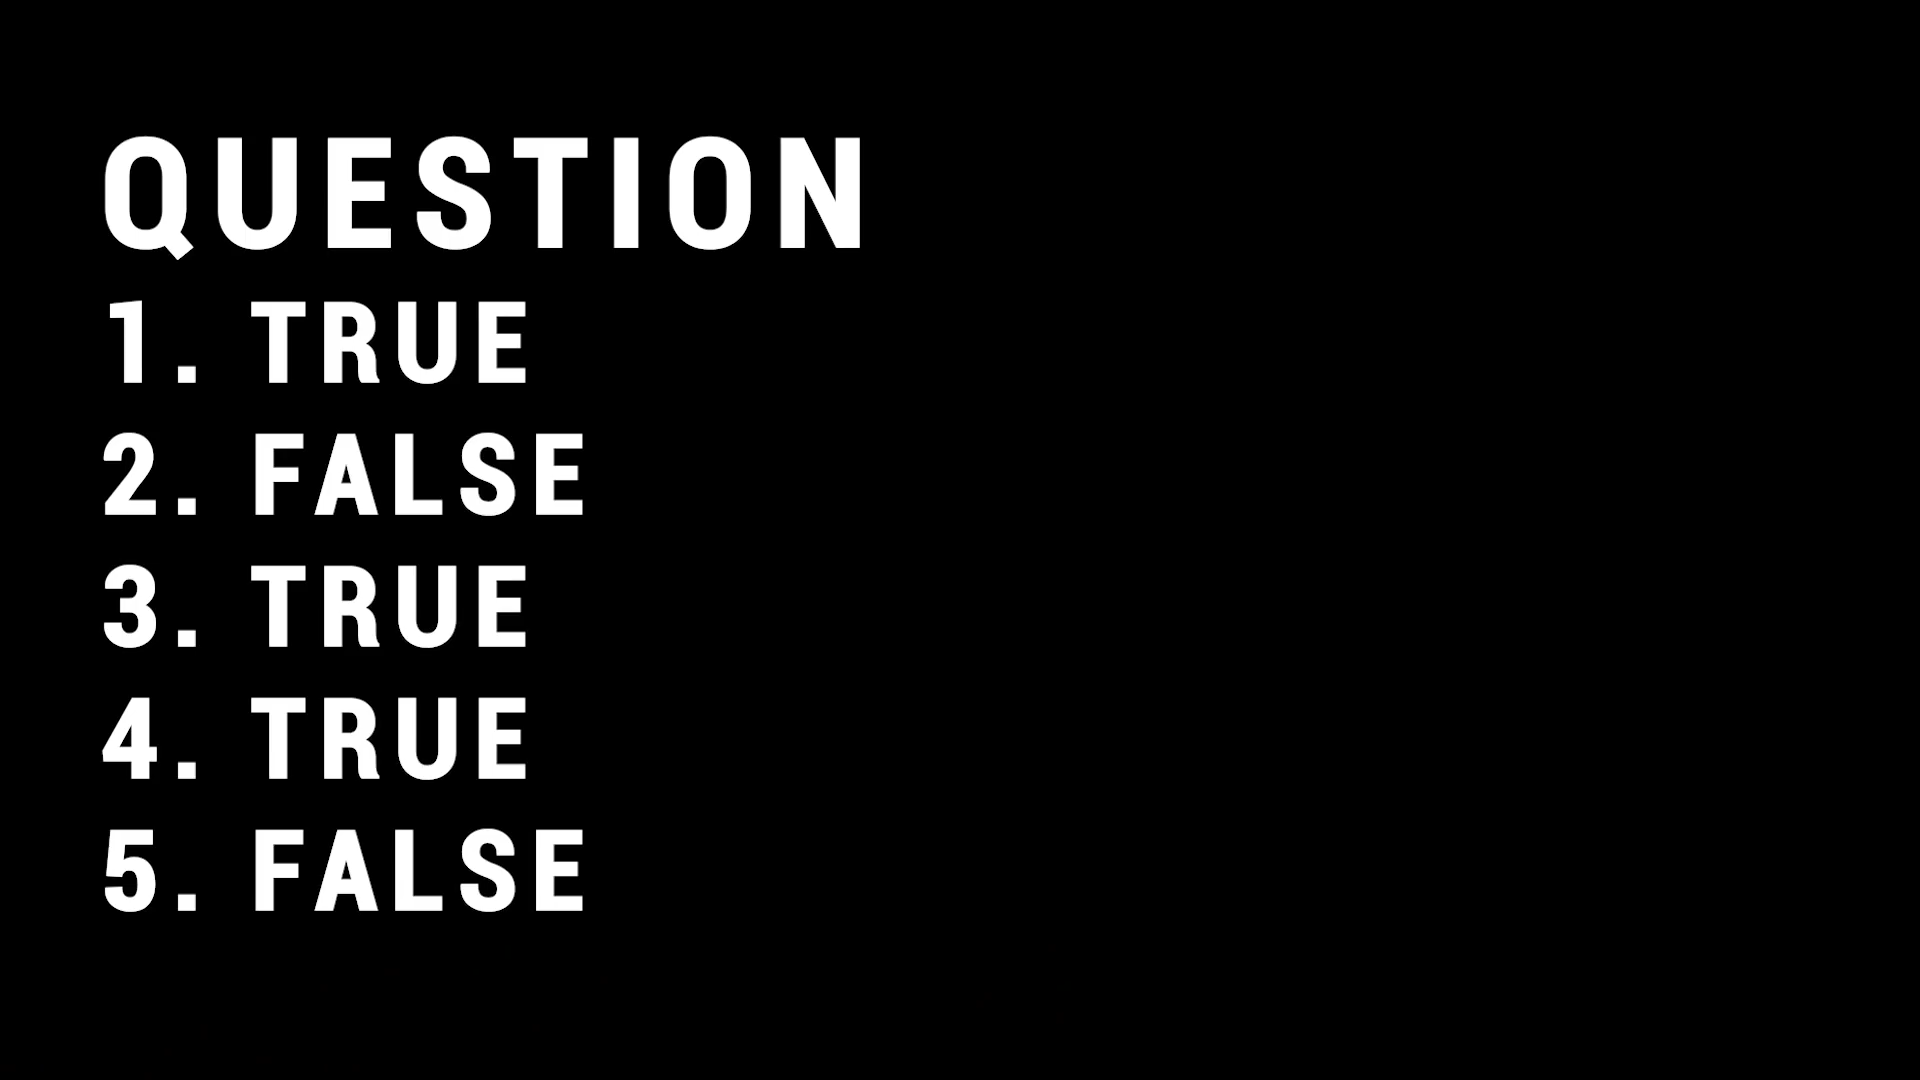 QUESTION
1. TRUE
2. FALSE
3. TRUE
4. TRUE
5. FALSE